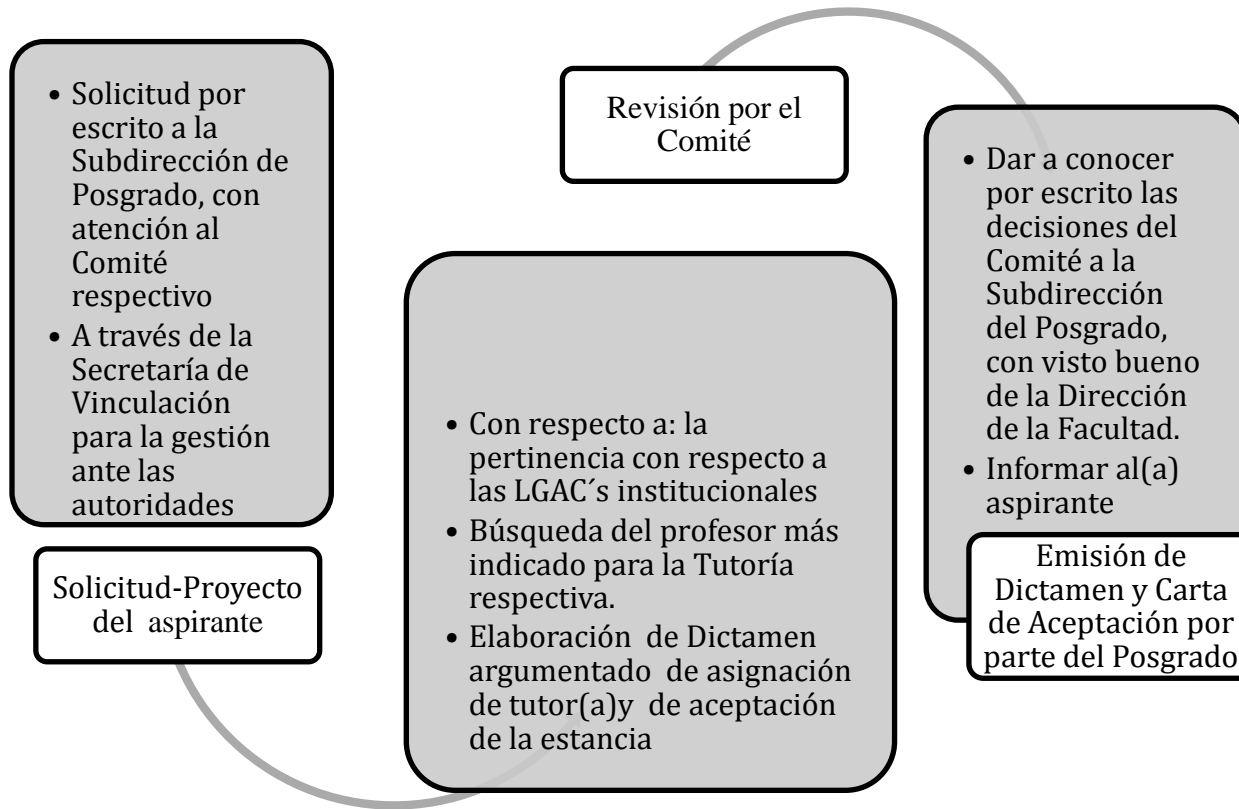 • Solicitud por
escrito a la
Subdirección de
Posgrado, con
atención al
Comité
respectivo
• A través de la
Secretaría de
Vinculación
para la gestión
ante las
autoridades
Solicitud-Proyecto
del aspirante
Revisión por el
Comité
• Con respecto a: la
pertinencia con respecto a
las LGAC´s institucionales
• Búsqueda del profesor más
indicado para la Tutoría
respectiva.
• Elaboración de Dictamen
argumentado de asignación
de tutor(a)y de aceptación
de la estancia
• Dar a conocer
por escrito las
decisiones del
Comité a la
Subdirección
del Posgrado,
con visto bueno
de la Dirección
de la Facultad.
• Informar al(a)
aspirante
Emisión de
Dictamen y Carta
de Aceptación por
parte del Posgrado